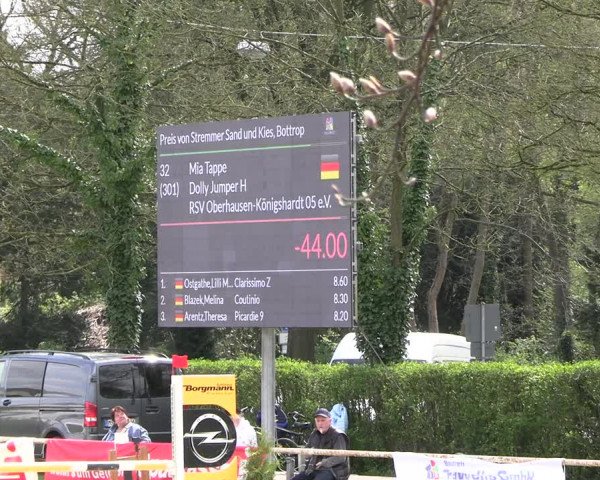 Preis von Stremmer Sand und Kies, Bottrop
32 Mia Tappe
(301) Dolly Jumper H
RSV Oberhausen-Königshardt 05 e.V.
-44.00
1. Ostgathe,Lilli M... Clarissimo Z 8.60
2. Blazek,Melina Coutinio 8.30
3. Arentz,Theresa Picardie 9 8.20
Borgmann